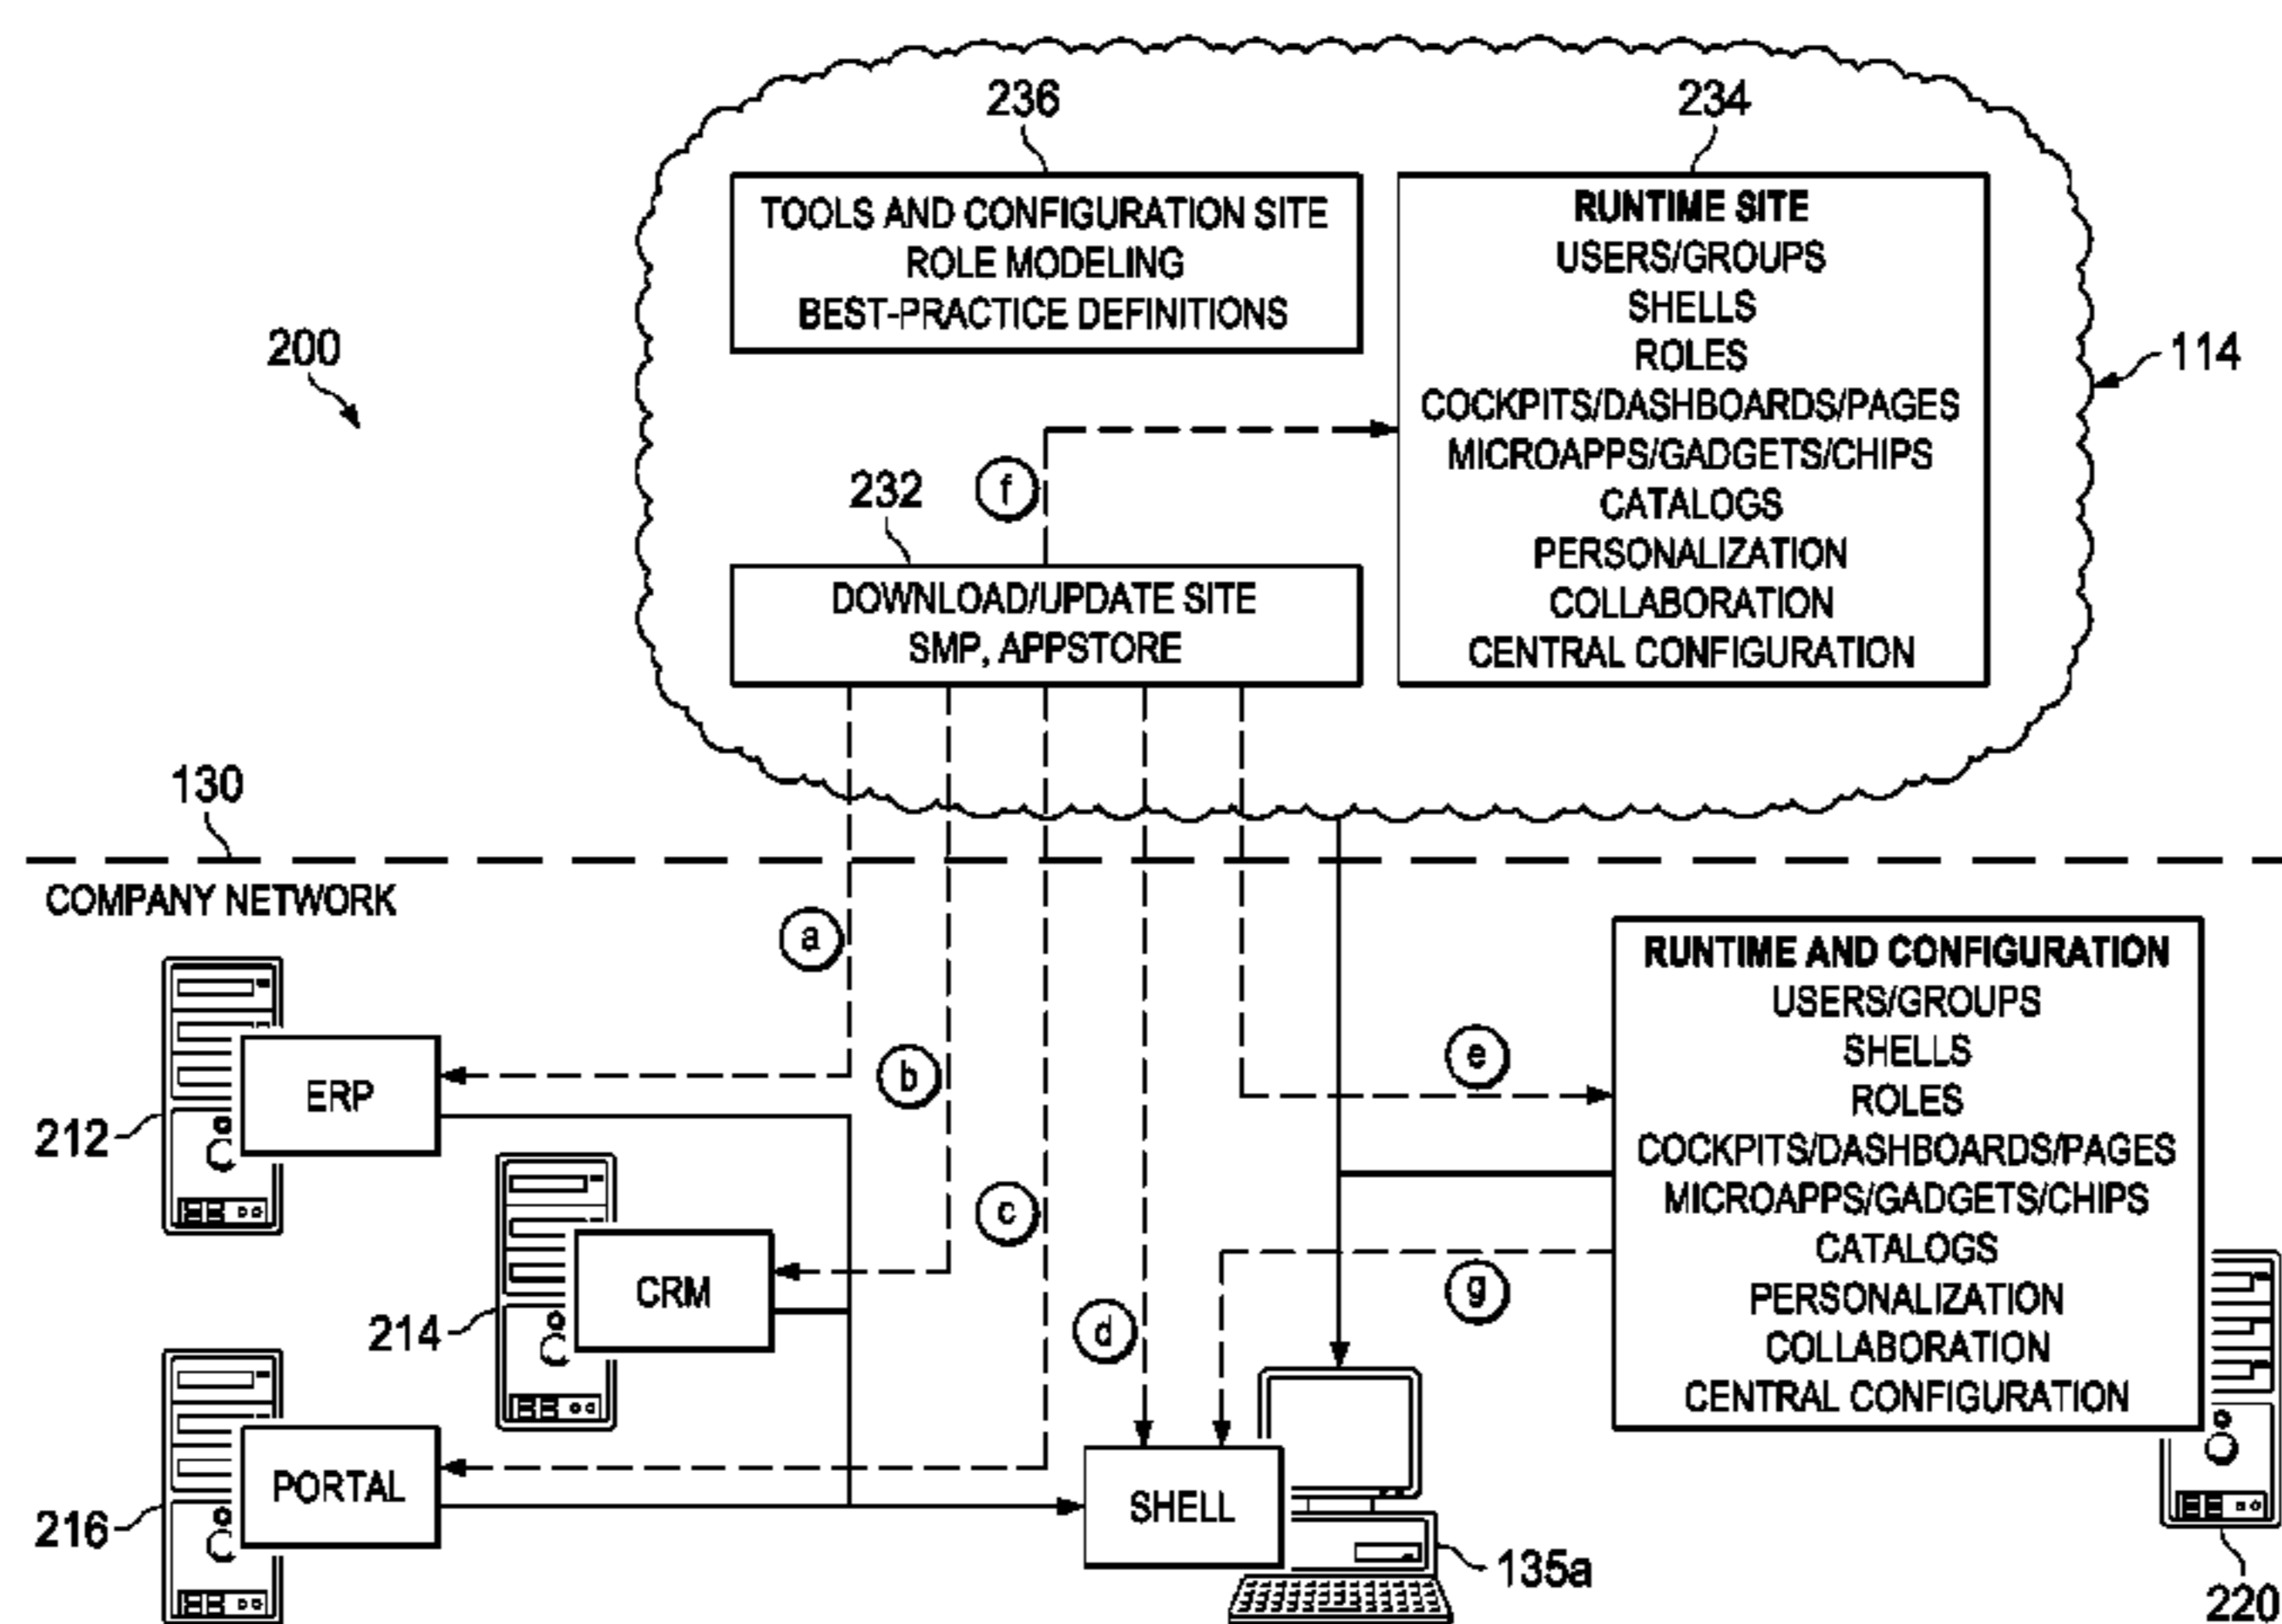 236
234
TOOLS AND CONFIGURATION SITE
ROLE MODELING
BEST-PRACTICE DEFINITIONS
RUNTIME SITE
USERS/GROUPS
SHELLS
ROLES
COCKPITS/DASHBOARDS/PAGES
MICROAPPS/GADGETS/CHIPS
CATALOGS
PERSONALIZATION
COLLABORATION
CENTRAL CONFIGURATION
200
114
232
f
DOWNLOAD/UPDATE SITE
SMP, APPSTORE
130
COMPANY NETWORK
a
b
c
d
e
g
ERP
212
CRM
214
PORTAL
216
SHELL
135a
RUNTIME AND CONFIGURATION
USERS/GROUPS
SHELLS
ROLES
COCKPITS/DASHBOARDS/PAGES
MICROAPPS/GADGETS/CHIPS
CATALOGS
PERSONALIZATION
COLLABORATION
CENTRAL CONFIGURATION
220